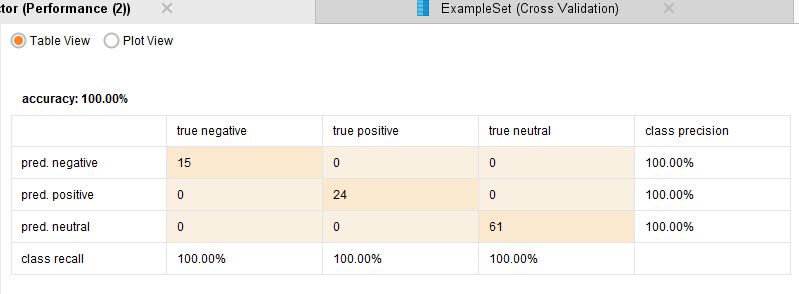 ctor (Performance (2)) ExampleSet (Cross Validation)
Table View Plot View
accuracy: 100.00%
true negative true positive true neutral class precision
pred. negative 15 0 0 100.00%
pred. positive 0 24 0 100.00%
pred. neutral 0 0 61 100.00%
class recall 100.00% 100.00% 100.00%